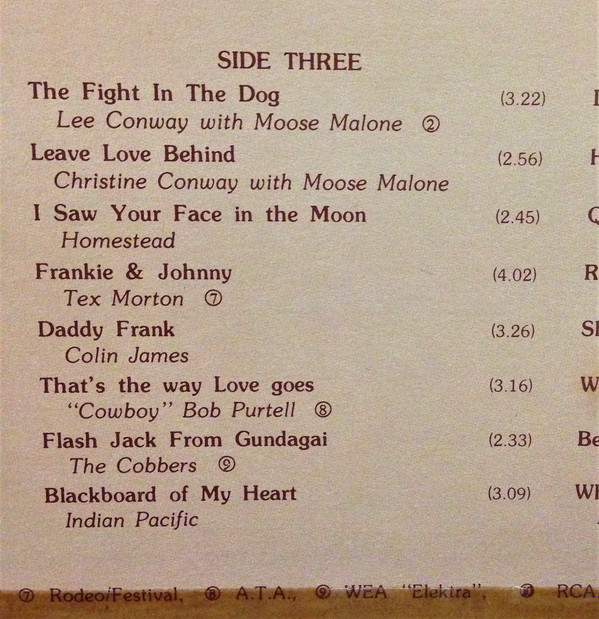 SIDE THREE
The Fight In The Dog (3.22)
Lee Conway with Moose Malone ②
Leave Love Behind (2.56)
Christine Conway with Moose Malone
I Saw Your Face in the Moon (2.45)
Homestead
Frankie & Johnny (4.02)
Tex Morton ⑦
Daddy Frank (3.26)
Colin James
That's the way Love goes (3.16)
"Cowboy" Bob Purtell ⑧
Flash Jack From Gundagai (2.33)
The Cobbers ⑨
Blackboard of My Heart (3.09)
Indian Pacific
⑦ Rodeo/Festival, ⑧ A.T.A., ⑨ WEA "Elektra", ⑩ RCA